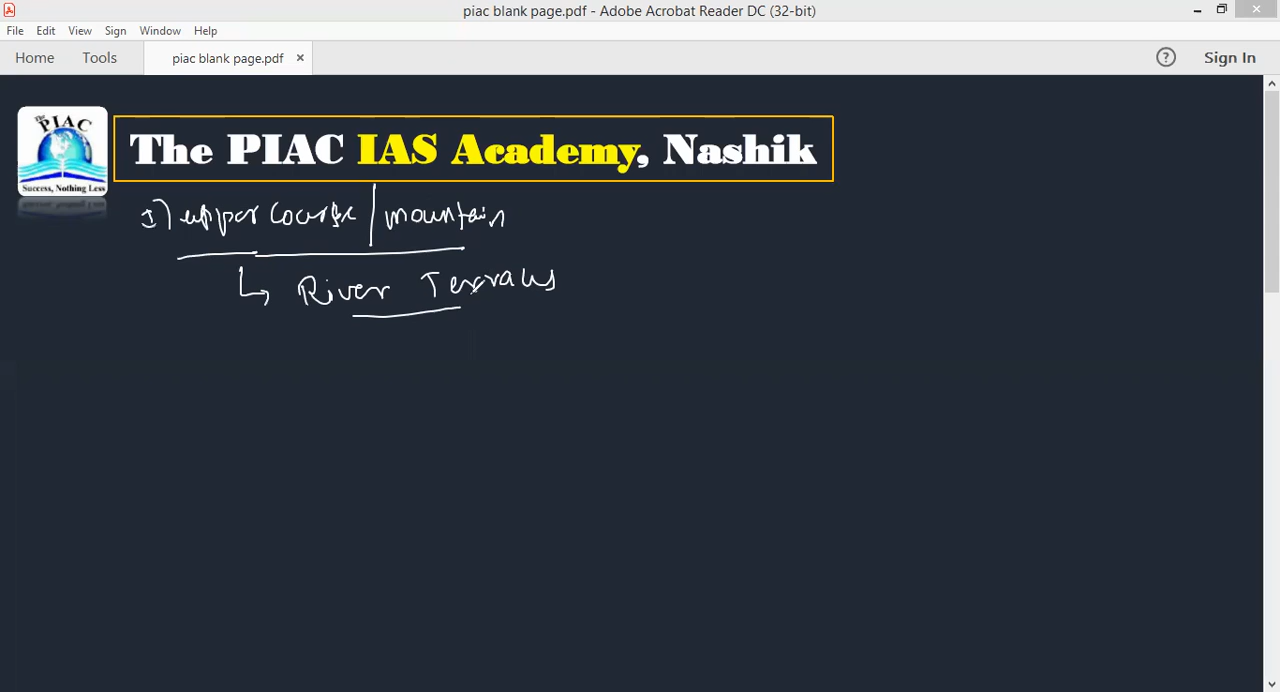 piac blank page.pdf - Adobe Acrobat Reader DC (32-bit)
File Edit View Sign Window Help
Home Tools piac blank page.pdf × ? Sign In
The PIAC
Success, Nothing Less
The PIAC IAS Academy, Nashik
I) upper course | mountain
↳ River Terraces